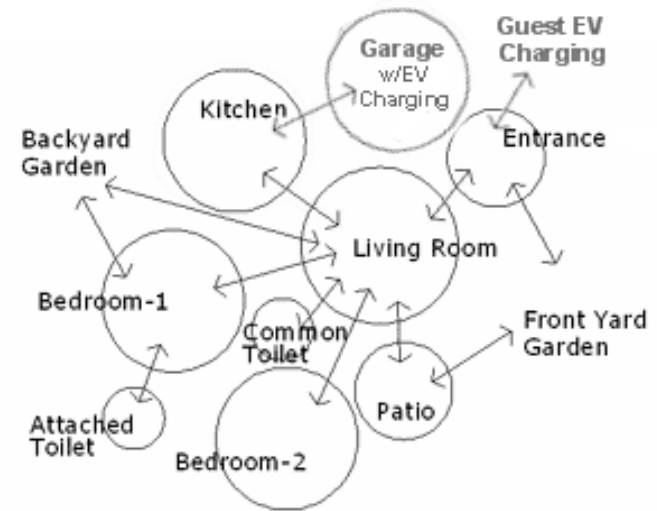 Guest EV
Charging
Garage
w/EV
Charging
Kitchen
Entrance
Backyard
Garden
Living Room
Bedroom-1
Common
Toilet
Front Yard
Garden
Patio
Attached
Toilet
Bedroom-2